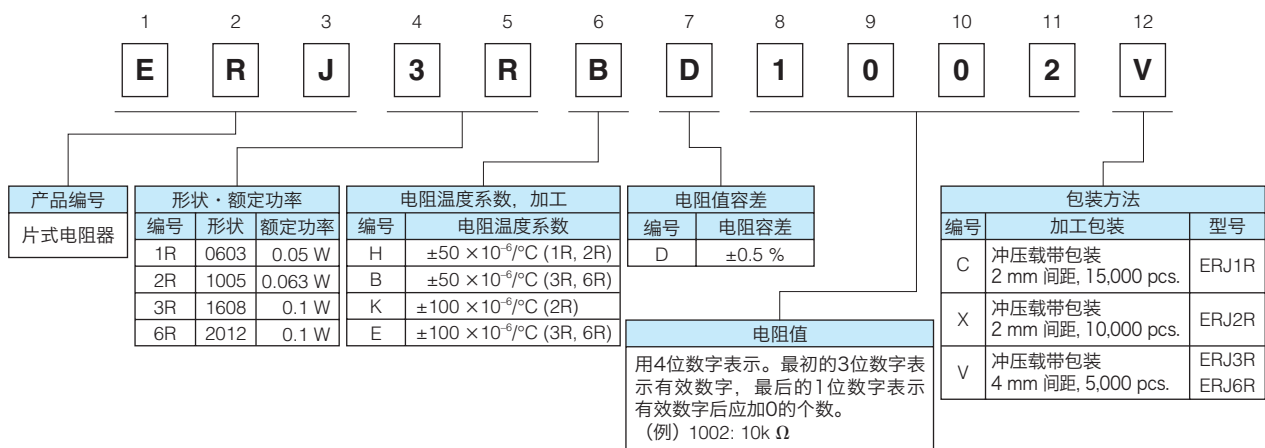 1 2 3 4 5 6 7 8 9 10 11 12
E R J 3 R B D 1 0 0 2 V
产品编号
片式电阻器
形状・额定功率
编号 形状 额定功率
1R 0603 0.05 W
2R 1005 0.063 W
3R 1608 0.1 W
6R 2012 0.1 W
电阻温度系数，加工
编号 电阻温度系数
H ±50 ×10⁻⁶/°C (1R, 2R)
B ±50 ×10⁻⁶/°C (3R, 6R)
K ±100 ×10⁻⁶/°C (2R)
E ±100 ×10⁻⁶/°C (3R, 6R)
电阻值容差
编号 电阻容差
D ±0.5 %
电阻值
用4位数字表示。最初的3位数字表
示有效数字，最后的1位数字表示
有效数字后应加0的个数。
（例）1002: 10k Ω
包装方法
编号 加工包装 型号
C 冲压载带包装
2 mm 间距, 15,000 pcs. ERJ1R
X 冲压载带包装
2 mm 间距, 10,000 pcs. ERJ2R
V 冲压载带包装 ERJ3R
4 mm 间距, 5,000 pcs. ERJ6R